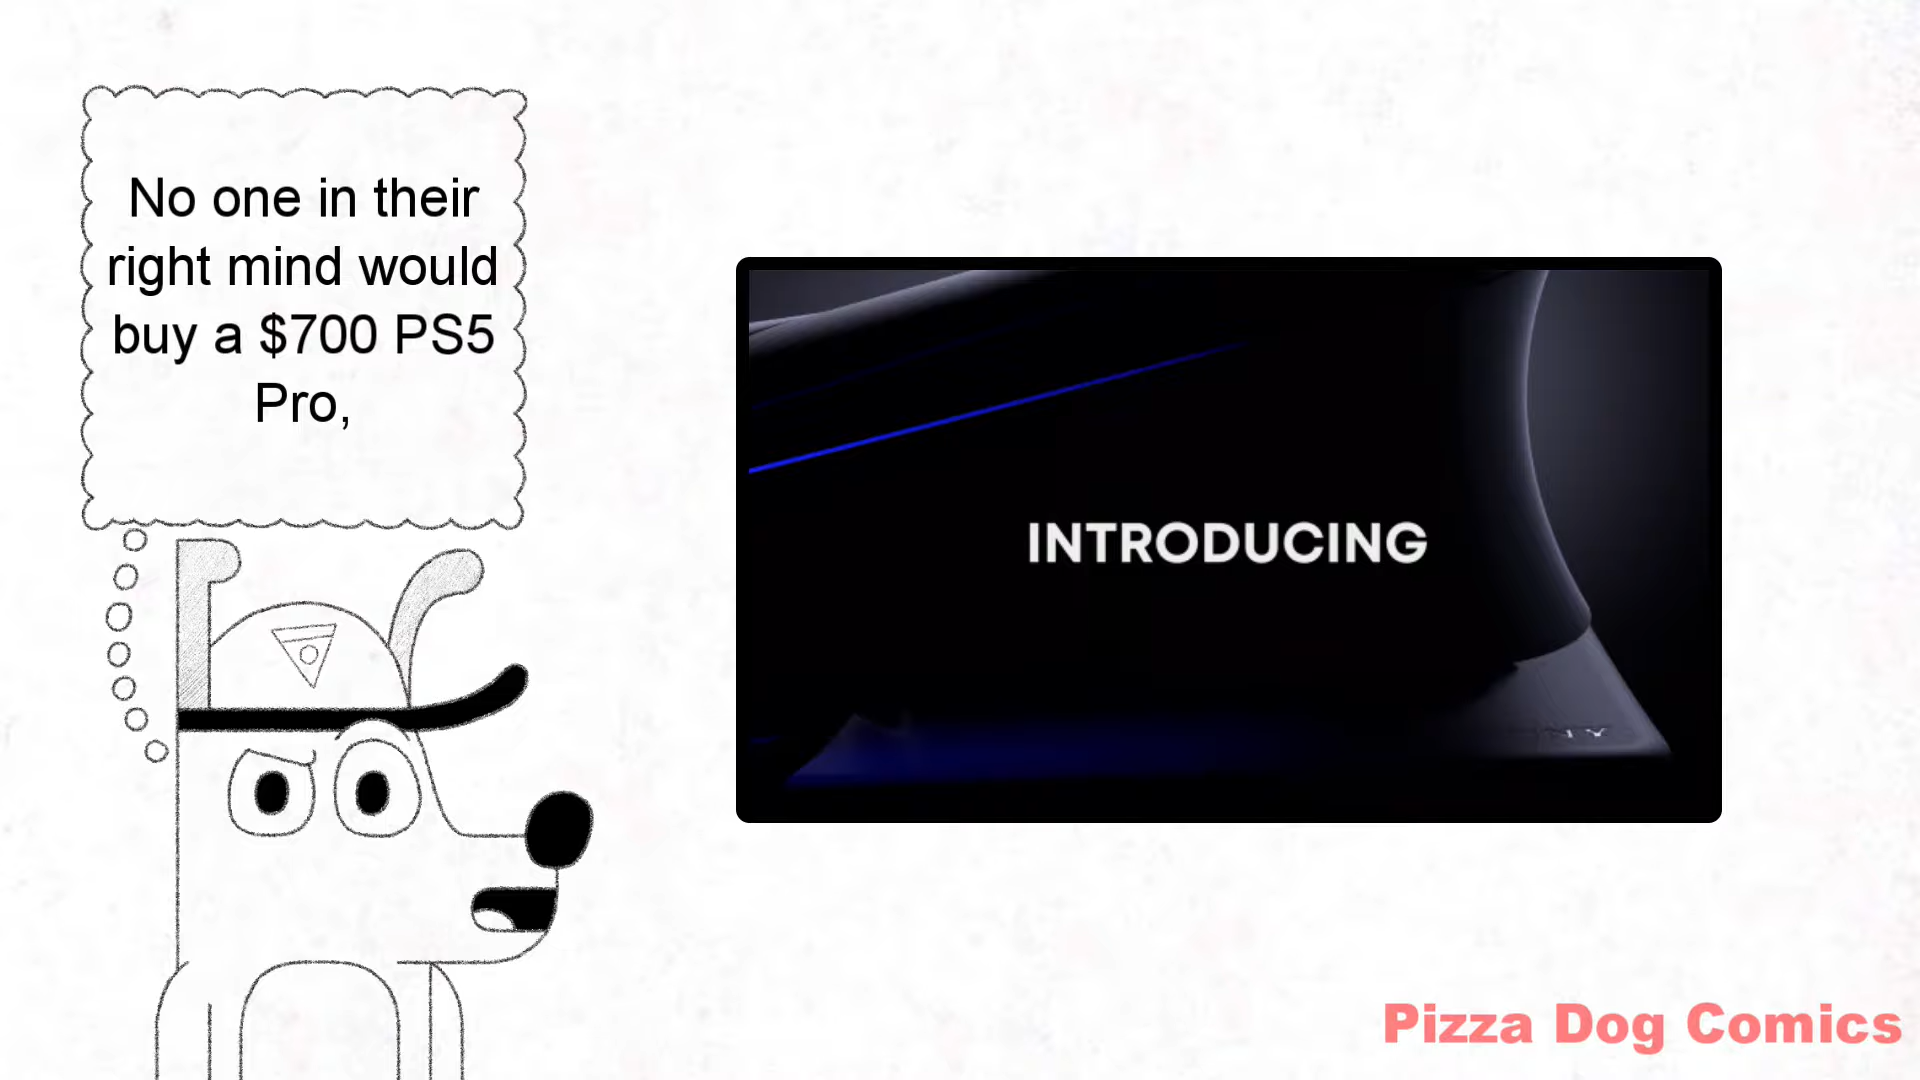 No one in their
right mind would
buy a $700 PS5
Pro,
INTRODUCING
Pizza Dog Comics